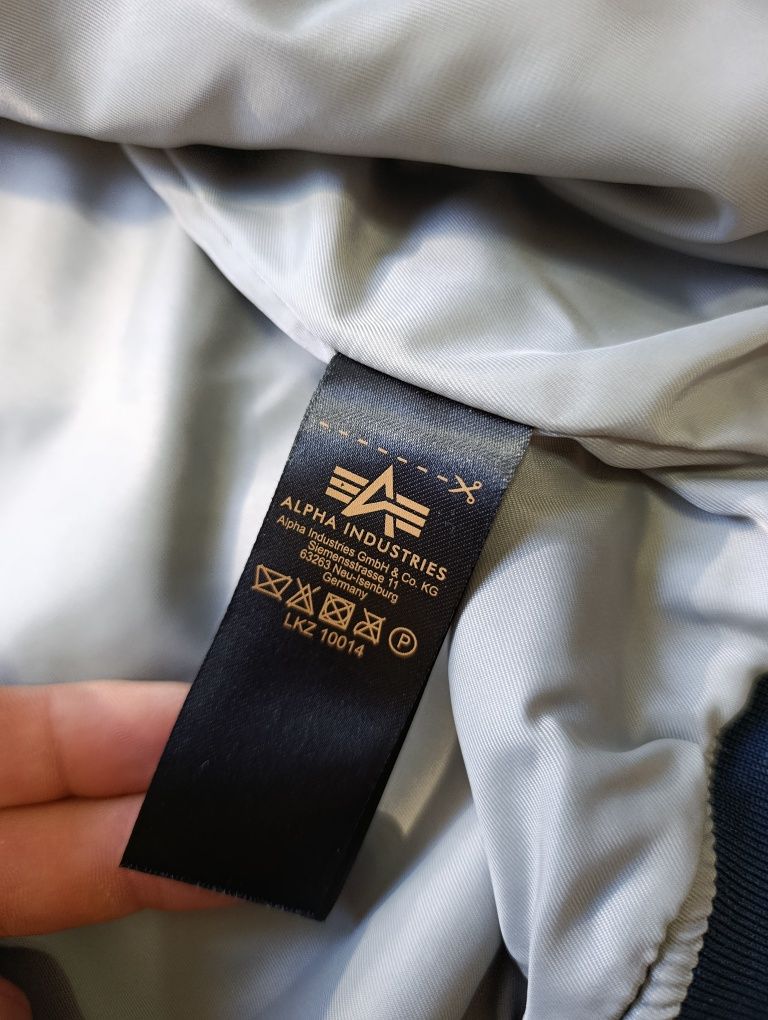 ALPHA INDUSTRIES
Alpha Industries GmbH & Co. KG
Siemensstrasse 11
63263 Neu-Isenburg
Germany
P
LKZ 10014